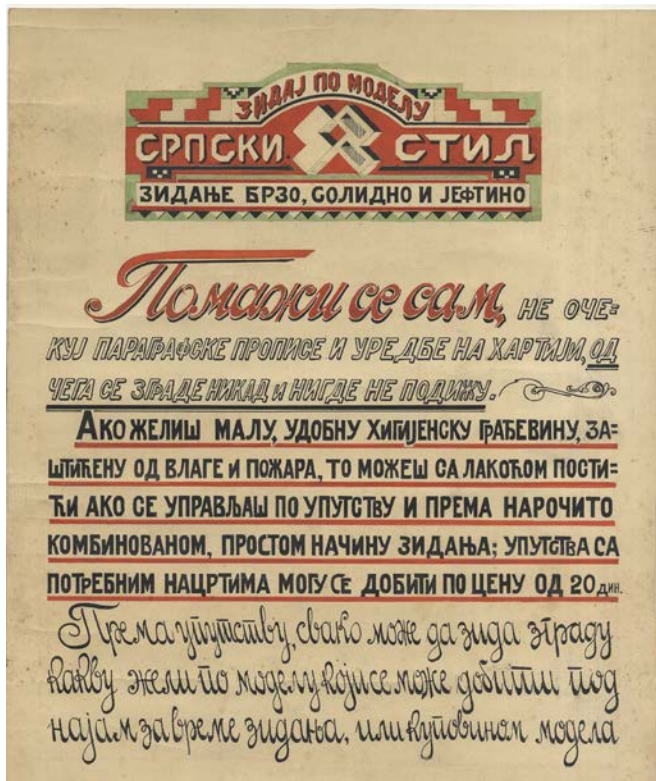 ЗИДАЈ ПО МОДЕЛУ
СРПСКИ СТИЛ
ЗИДАЊЕ БРЗО, СОЛИДНО И ЈЕФТИНО
Помажи се сам, НЕ ОЧЕ=
КУЈ ПАРАГРАФСКЕ ПРОПИСЕ И УРЕДБЕ НА ХАРТИЈИ, ОД
ЧЕГА СЕ ЗГРАДЕ НИКАД И НИГДЕ НЕ ПОДИЖУ.
АКО ЖЕЛИШ МАЛУ, УДОБНУ ХИГИЈЕНСКУ ГРАЂЕВИНУ, ЗА=
ШТИЋЕНУ ОД ВЛАГЕ И ПОЖАРА, ТО МОЖЕШ СА ЛАКОЋОМ ПОСТИ=
ЋИ АКО СЕ УПРАВЉАШ ПО УПУТСТВУ И ПРЕМА НАРОЧИТО
КОМБИНОВАНОМ, ПРОСТОМ НАЧИНУ ЗИДАЊА; УПУТСТВА СА
ПОТРЕБНИМ НАЦРТИМА МОГУ СЕ ДОБИТИ ПО ЦЕНУ ОД 20 ДИН.
Према упутству, свако може да зида зграду
какву жели по моделу који се може добити под
најам за време зидања, или куповином модела